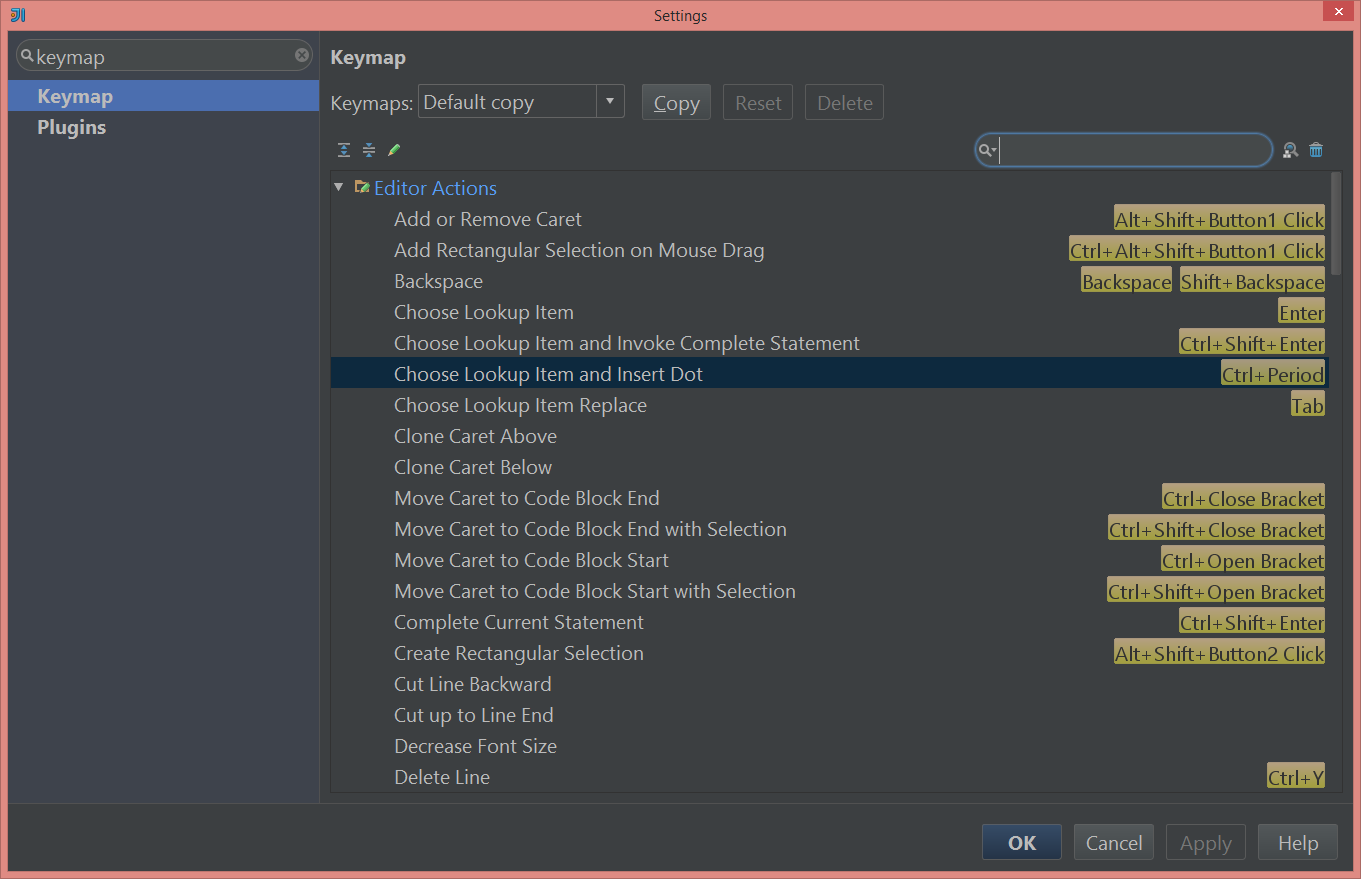 Settings
keymap
Keymap
Plugins
Keymap
Keymaps: Default copy Copy Reset Delete
Editor Actions
Add or Remove Caret Alt+Shift+Button1 Click
Add Rectangular Selection on Mouse Drag Ctrl+Alt+Shift+Button1 Click
Backspace Backspace Shift+Backspace
Choose Lookup Item Enter
Choose Lookup Item and Invoke Complete Statement Ctrl+Shift+Enter
Choose Lookup Item and Insert Dot Ctrl+Period
Choose Lookup Item Replace Tab
Clone Caret Above
Clone Caret Below
Move Caret to Code Block End Ctrl+Close Bracket
Move Caret to Code Block End with Selection Ctrl+Shift+Close Bracket
Move Caret to Code Block Start Ctrl+Open Bracket
Move Caret to Code Block Start with Selection Ctrl+Shift+Open Bracket
Complete Current Statement Ctrl+Shift+Enter
Create Rectangular Selection Alt+Shift+Button2 Click
Cut Line Backward
Cut up to Line End
Decrease Font Size
Delete Line Ctrl+Y
OK Cancel Apply Help